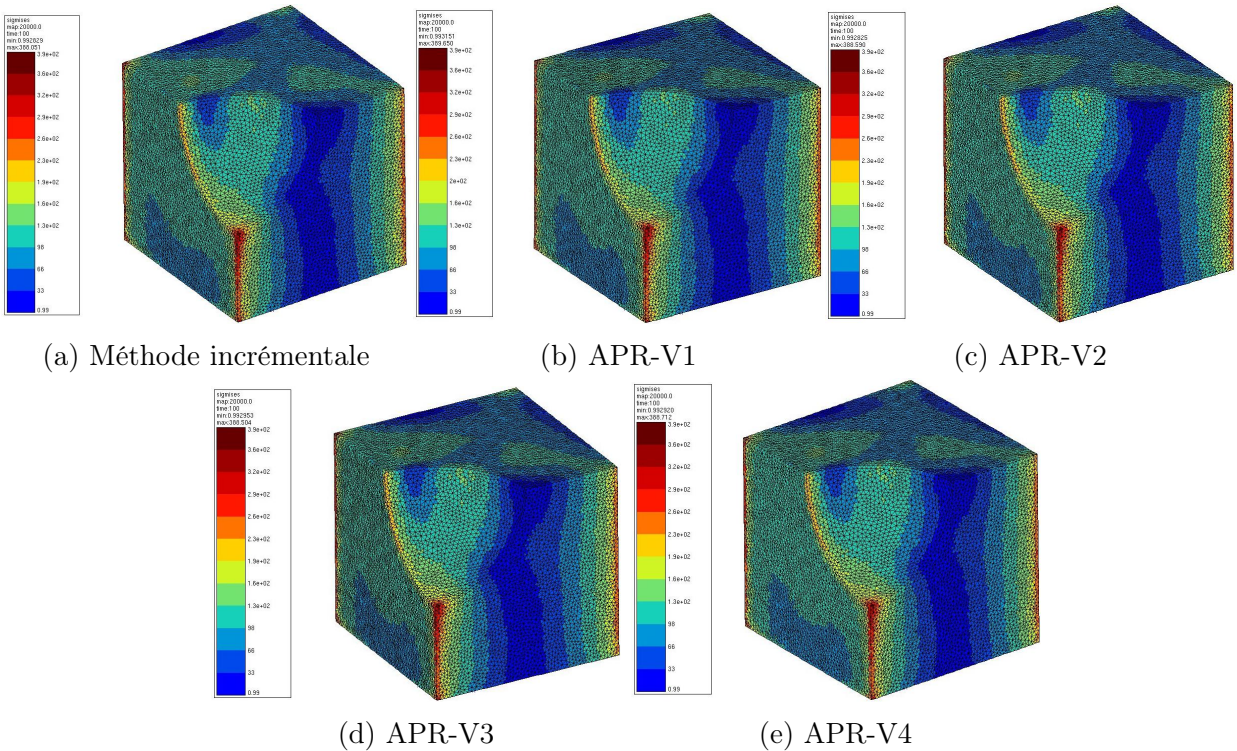 sigmises
map:20000.0
time:100
min:0.992829
max:388.051
3.9e+02
3.6e+02
3.2e+02
2.9e+02
2.6e+02
2.3e+02
1.9e+02
1.6e+02
1.3e+02
98
66
33
0.99
(a) Méthode incrémentale
sigmises
map:20000.0
time:100
min:0.993151
max:389.650
3.9e+02
3.6e+02
3.2e+02
2.9e+02
2.6e+02
2.3e+02
2e+02
1.6e+02
1.3e+02
98
66
33
0.99
(b) APR-V1
sigmises
map:20000.0
time:100
min:0.992825
max:388.590
3.9e+02
3.6e+02
3.2e+02
2.9e+02
2.6e+02
2.3e+02
1.9e+02
1.6e+02
1.3e+02
98
66
33
0.99
(c) APR-V2
sigmises
map:20000.0
time:100
min:0.992953
max:388.504
3.9e+02
3.6e+02
3.2e+02
2.9e+02
2.6e+02
2.3e+02
1.9e+02
1.6e+02
1.3e+02
98
66
33
0.99
(d) APR-V3
sigmises
map:20000.0
time:100
min:0.992920
max:388.712
3.9e+02
3.6e+02
3.2e+02
2.9e+02
2.6e+02
2.3e+02
1.9e+02
1.6e+02
1.3e+02
98
66
33
0.99
(e) APR-V4